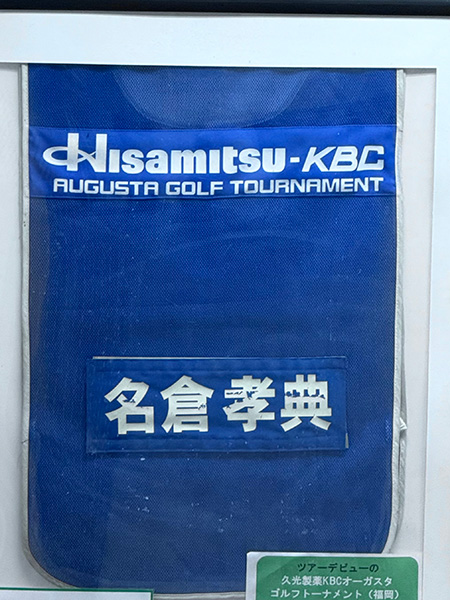 Hisamitsu-KBC
AUGUSTA GOLF TOURNAMENT
名倉孝典
ツアーデビューの
久光製薬KBCオーガスタ
ゴルフトーナメント（福岡）